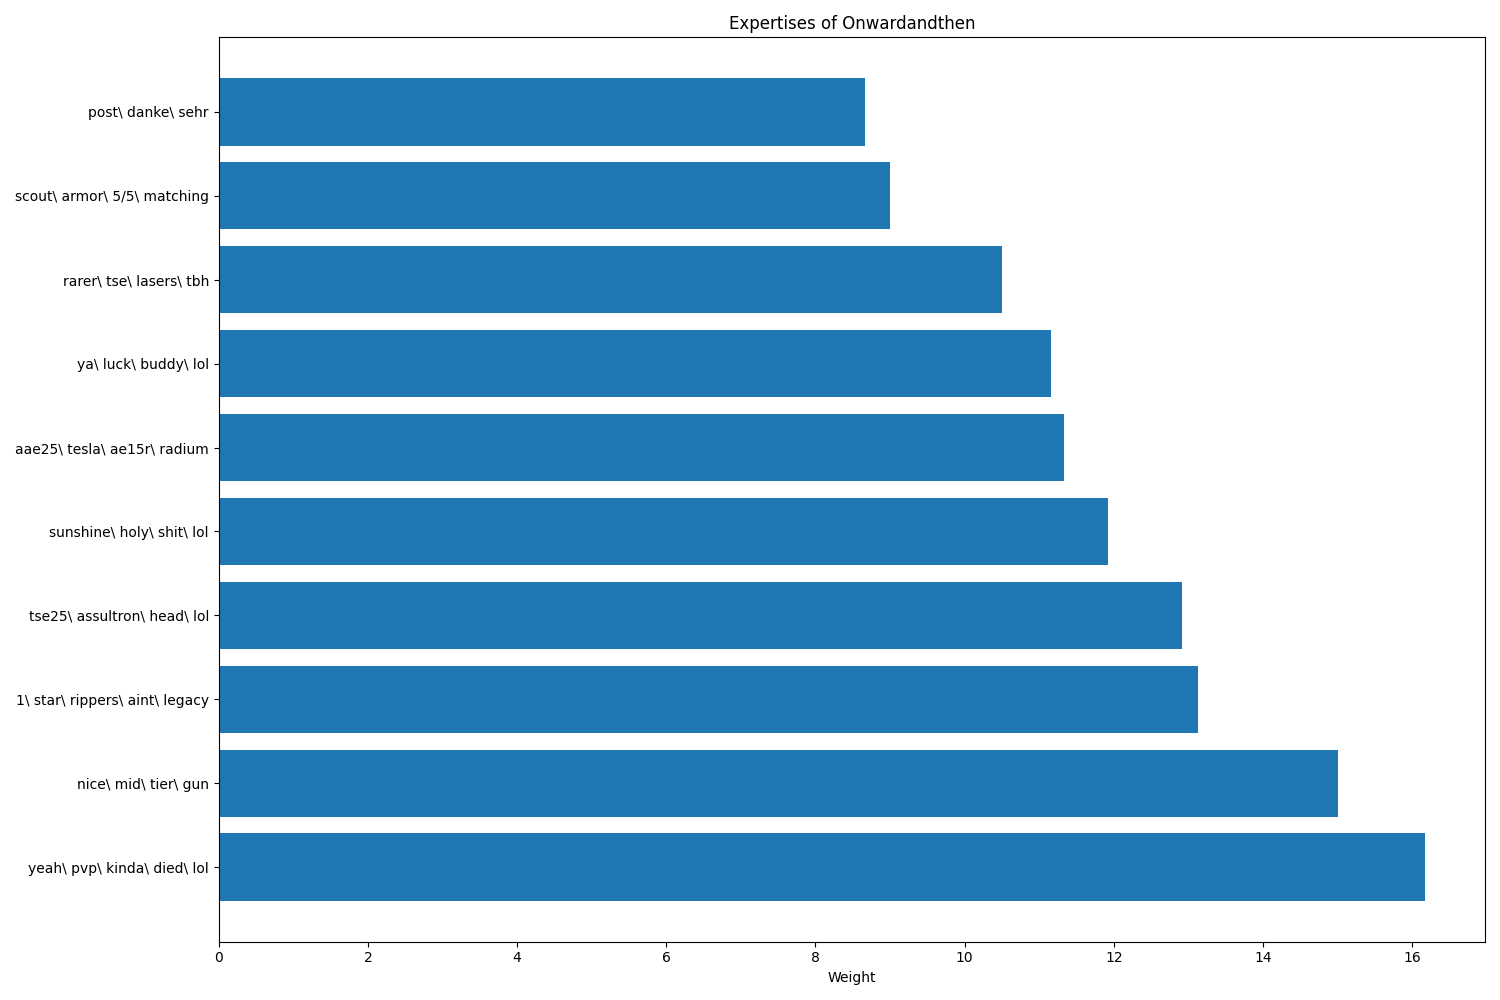 Expertises of Onwardandthen
post\ danke\ sehr
scout\ armor\ 5/5\ matching
rarer\ tse\ lasers\ tbh
ya\ luck\ buddy\ lol
aae25\ tesla\ ae15r\ radium
sunshine\ holy\ shit\ lol
tse25\ assultron\ head\ lol
1\ star\ rippers\ aint\ legacy
nice\ mid\ tier\ gun
yeah\ pvp\ kinda\ died\ lol
0 2 4 6 8 10 12 14 16
Weight